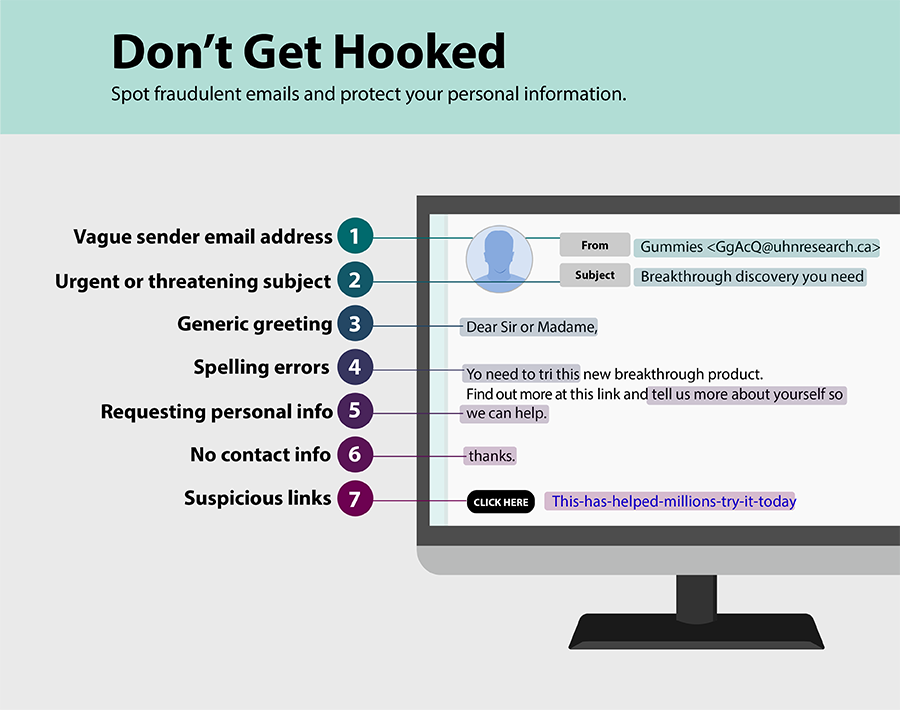 Don't Get Hooked
Spot fraudulent emails and protect your personal information.
Vague sender email address 1
Urgent or threatening subject 2
Generic greeting 3
Spelling errors 4
Requesting personal info 5
No contact info 6
Suspicious links 7
From Gummies <GgAcQ@uhnresearch.ca>
Subject Breakthrough discovery you need
Dear Sir or Madame,
Yo need to tri this new breakthrough product.
Find out more at this link and tell us more about yourself so
we can help.
thanks.
CLICK HERE This-has-helped-millions-try-it-today